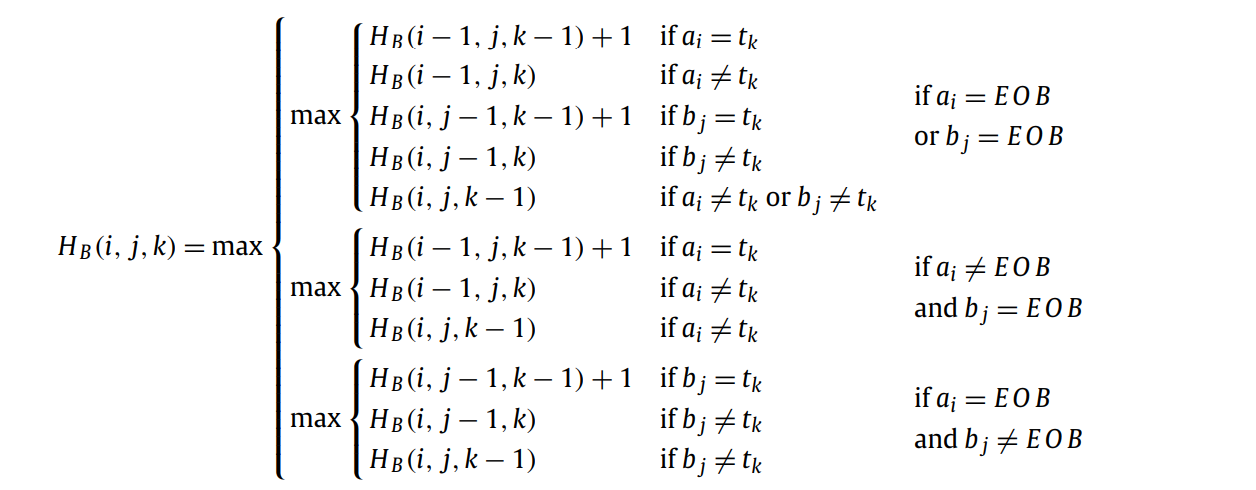 H_B(i − 1, j, k − 1) + 1 if a_i = t_k
H_B(i − 1, j, k) if a_i ≠ t_k
if a_i = EOB
max { H_B(i, j − 1, k − 1) + 1 if b_j = t_k
or b_j = EOB
H_B(i, j − 1, k) if b_j ≠ t_k
H_B(i, j, k − 1) if a_i ≠ t_k or b_j ≠ t_k
H_B(i, j, k) = max {
H_B(i − 1, j, k − 1) + 1 if a_i = t_k
if a_i ≠ EOB
max { H_B(i − 1, j, k) if a_i ≠ t_k
and b_j = EOB
H_B(i, j, k − 1) if a_i ≠ t_k
H_B(i, j − 1, k − 1) + 1 if b_j = t_k
if a_i = EOB
max { H_B(i, j − 1, k) if b_j ≠ t_k
and b_j ≠ EOB
H_B(i, j, k − 1) if b_j ≠ t_k